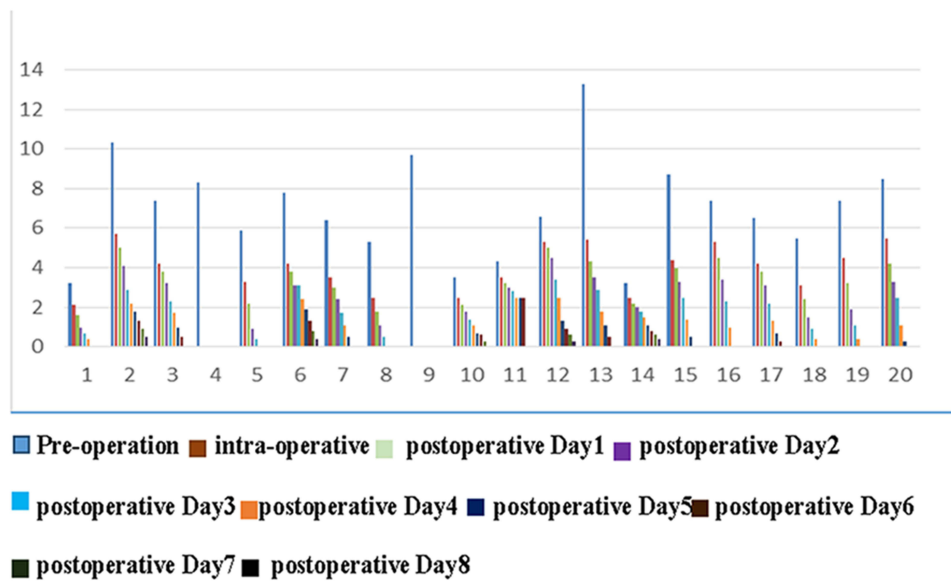 14
12
10
8
6
4
2
0
1 2 3 4 5 6 7 8 9 10 11 12 13 14 15 16 17 18 19 20
Pre-operation intra-operative postoperative Day1 postoperative Day2
postoperative Day3 postoperative Day4 postoperative Day5 postoperative Day6
postoperative Day7 postoperative Day8